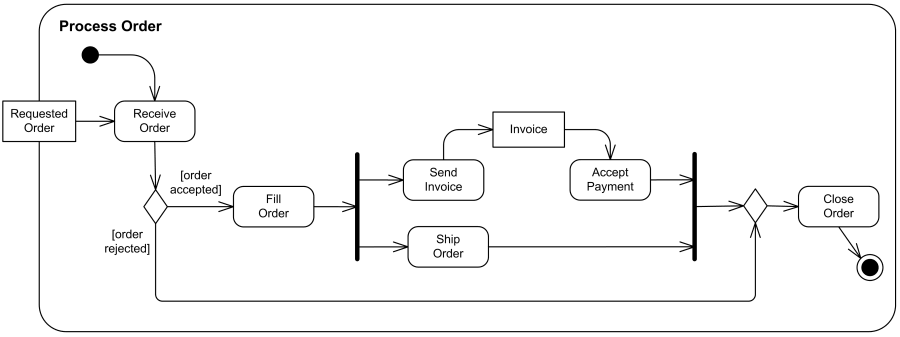 Process Order
Requested
Order
Receive
Order
[order
accepted]
[order
rejected]
Fill
Order
Send
Invoice
Invoice
Accept
Payment
Ship
Order
Close
Order